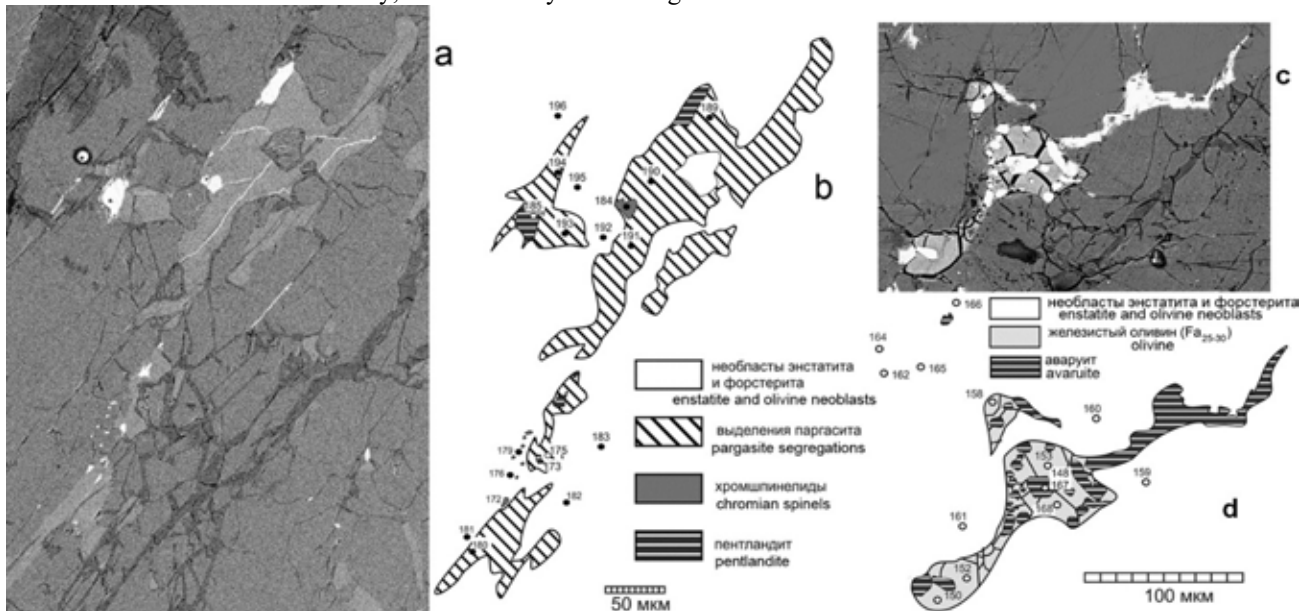 a
b
c
d
196
189
194
195
190
184
185
193
192
191
необласты энстатита
и форстерита
enstatite and olivine neoblasts
выделения паргасита
pargasite segregations
хромшпинелиды
chromian spinels
пентландит
pentlandite
179
175
173
183
176
172
182
181
180
50 мкм
166
необласты энстатита и форстерита
enstatite and olivine neoblasts
железистый оливин (Fa25-30)
olivine
аваруит
avaruite
164
165
162
158
160
153
148
167
159
168
161
152
150
100 мкм